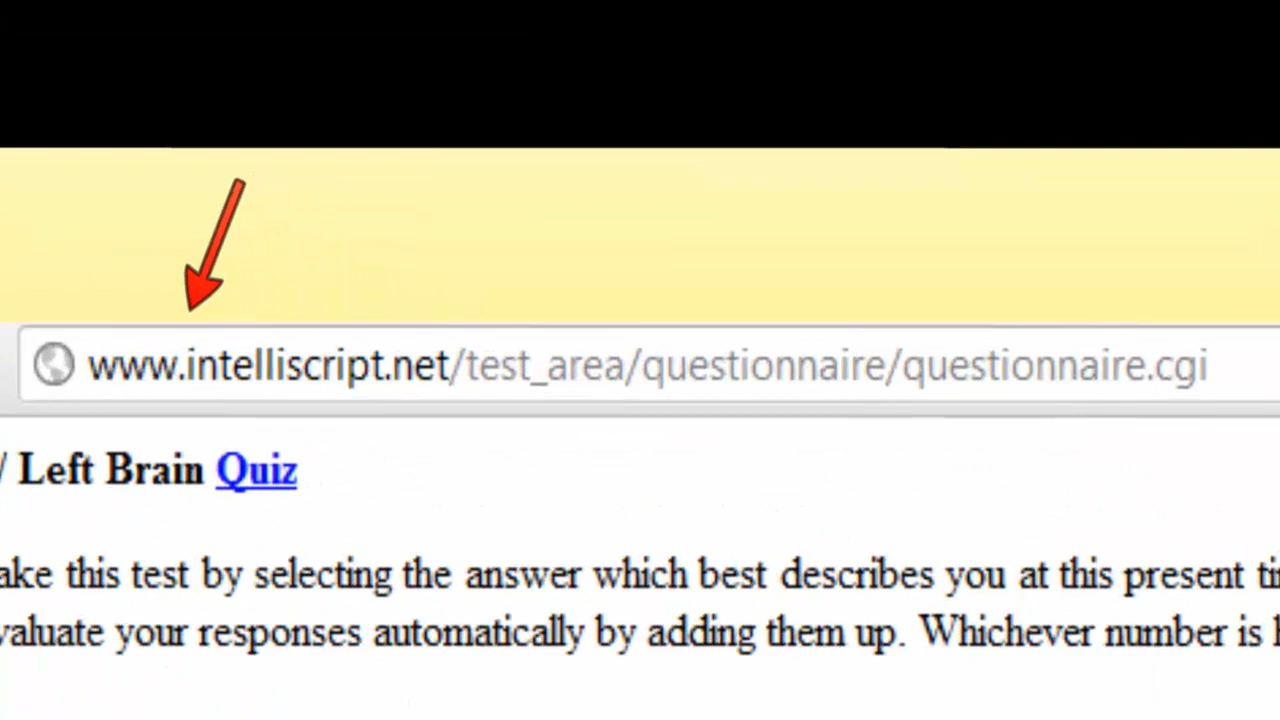 www.intelliscript.net/test_area/questionnaire/questionnaire.cgi
/ Left Brain Quiz
ake this test by selecting the answer which best describes you at this present
valuate your responses automatically by adding them up. Whichever number is